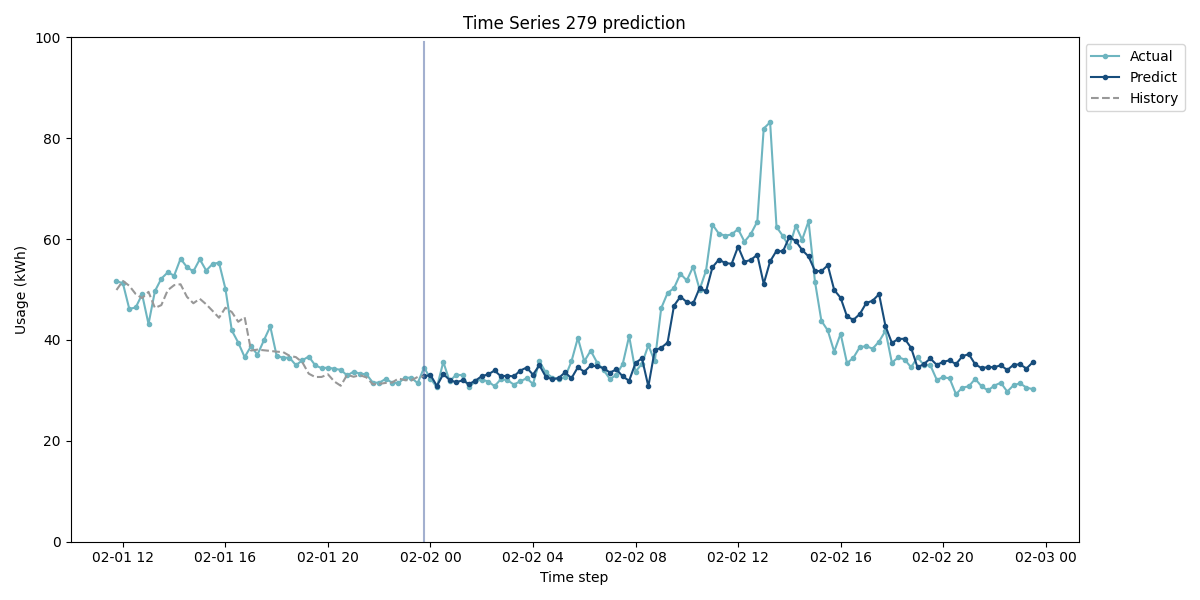 Time Series 279 prediction
100
80
60
40
20
0
Usage (kWh)
02-01 12
02-01 16
02-01 20
02-02 00
02-02 04
02-02 08
02-02 12
02-02 16
02-02 20
02-03 00
Time step
Actual
Predict
History